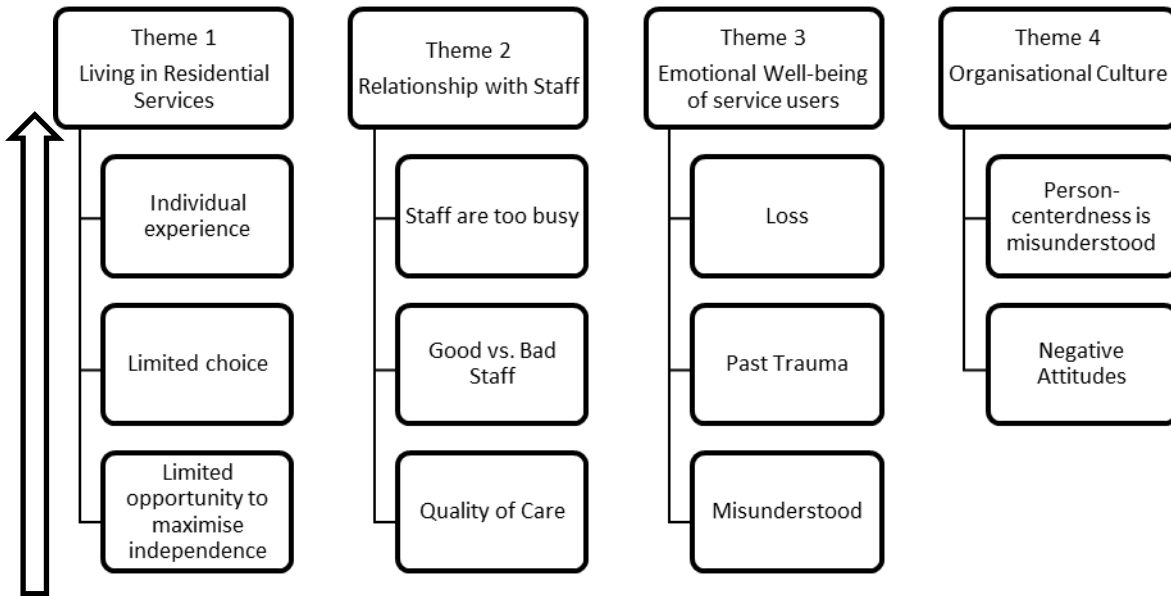 Theme 1
Living in Residential
Services
Individual
experience
Limited choice
Limited
opportunity to
maximise
independence
Theme 2
Relationship with Staff
Staff are too busy
Good vs. Bad
Staff
Quality of Care
Theme 3
Emotional Well-being
of service users
Loss
Past Trauma
Misunderstood
Theme 4
Organisational Culture
Person-
centerdness is
misunderstood
Negative
Attitudes